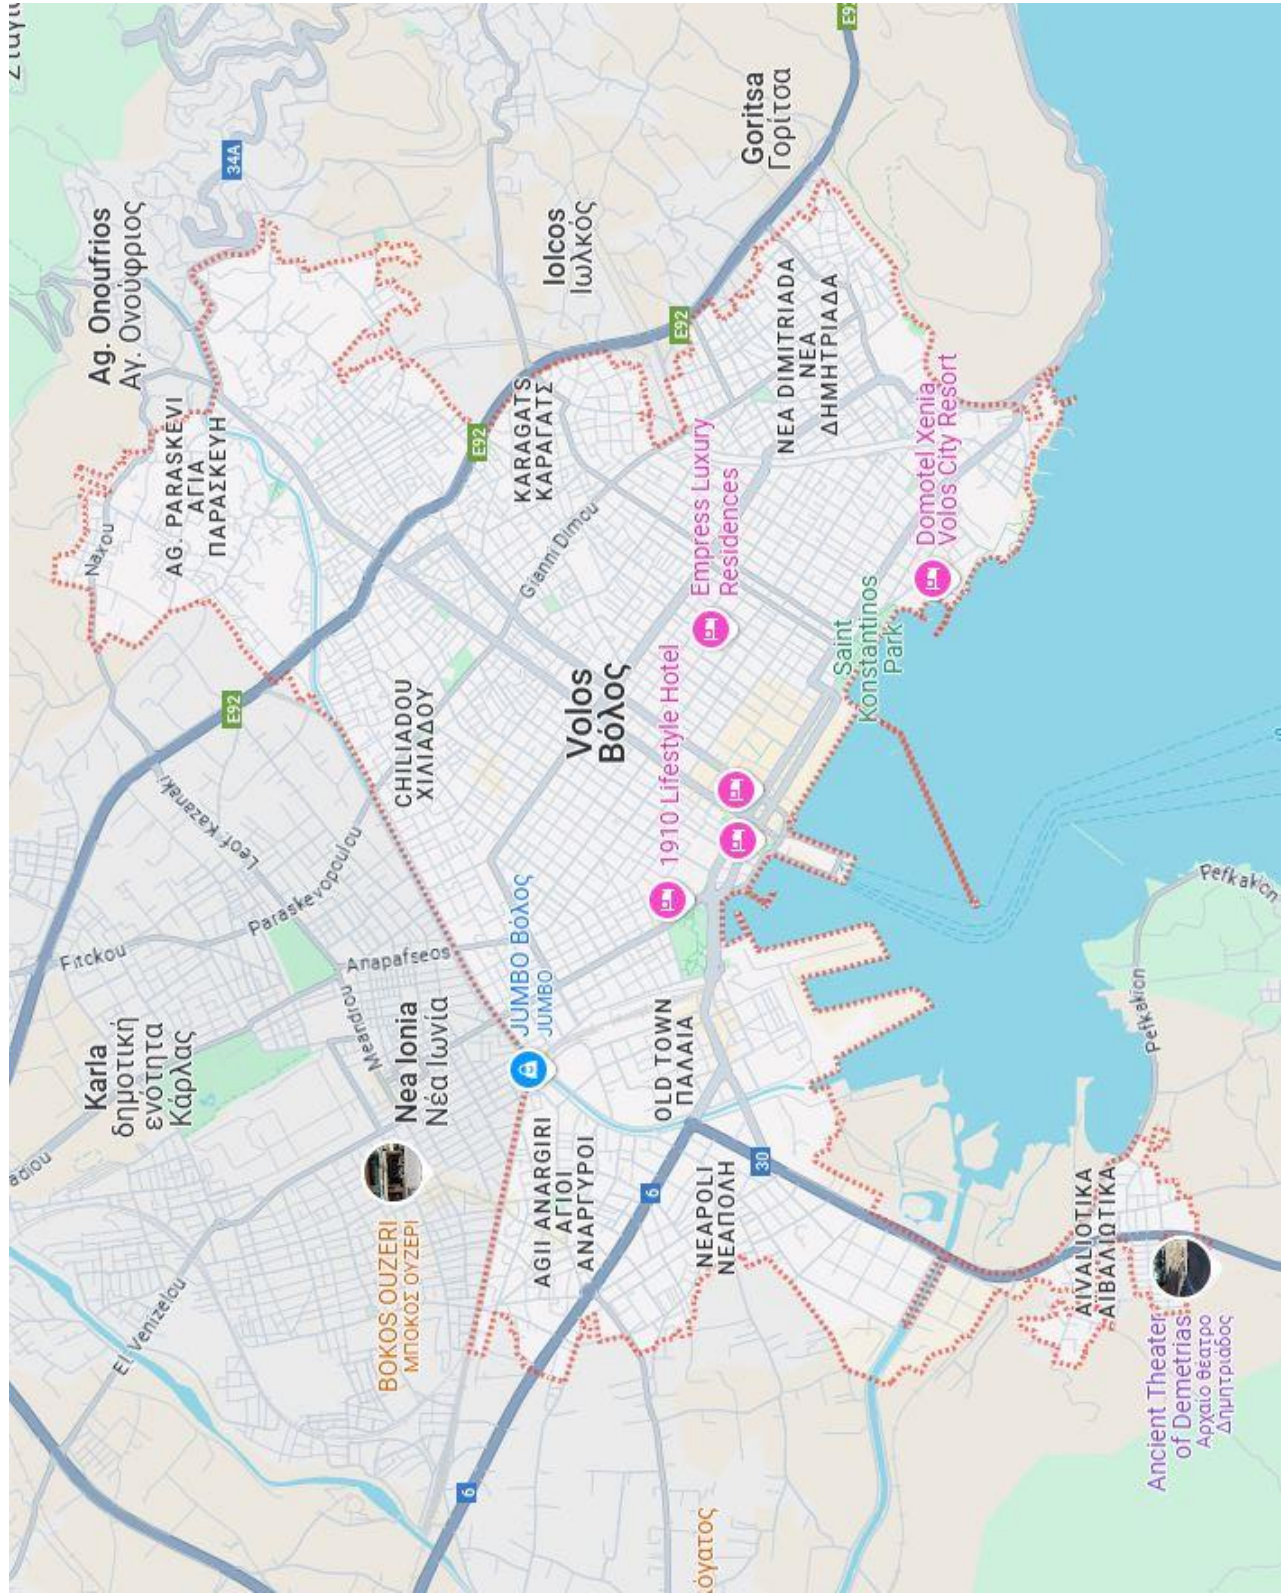 Ag. Onoufrios
Αγ. Ονούφριος
34A
E92
Goritsa
Γορίτσα
Iolcos
Ιωλκός
AG. PARASKEVI
ΑΓΙΑ
ΠΑΡΑΣΚΕΥΗ
Naxou
E92
E92
E92
KARAGATS
ΚΑΡΑΓΑΤΣ
NEA DIMITRIADA
ΝΕΑ
ΔΗΜΗΤΡΙΑΔΑ
Gianni Dimou
Empress Luxury
Residences
Domotel Xenia
Volos City Resort
Saint
Konstantinos
Park
Leof Kazanaki
CHILIADOU
ΧΙΛΙΑΔΟΥ
Volos
Βόλος
1910 Lifestyle Hotel
Paraskevopoulou
Fitokou
Anapafseos
Meandrou
JUMBO Βόλος
JUMBO
Karla
δημοτική
ενότητα
Κάρλας
Nea Ionia
Νέα Ιωνία
OLD TOWN
ΠΑΛΑΙΑ
Pefkakion
Pefkakion
BOKOS OUZERI
ΜΠΟΚΟΣ ΟΥΖΕΡΙ
AGII ANARGIRI
ΑΓΙΟΙ
ΑΝΑΡΓΥΡΟΙ
6
30
NEAPOLI
ΝΕΑΠΟΛΗ
El. Venizelou
AIVALIOTIKA
ΑΪΒΑΛΙΩΤΙΚΑ
Ancient Theater
of Demetrias
Αρχαίο θέατρο
Δημητριάδος
6